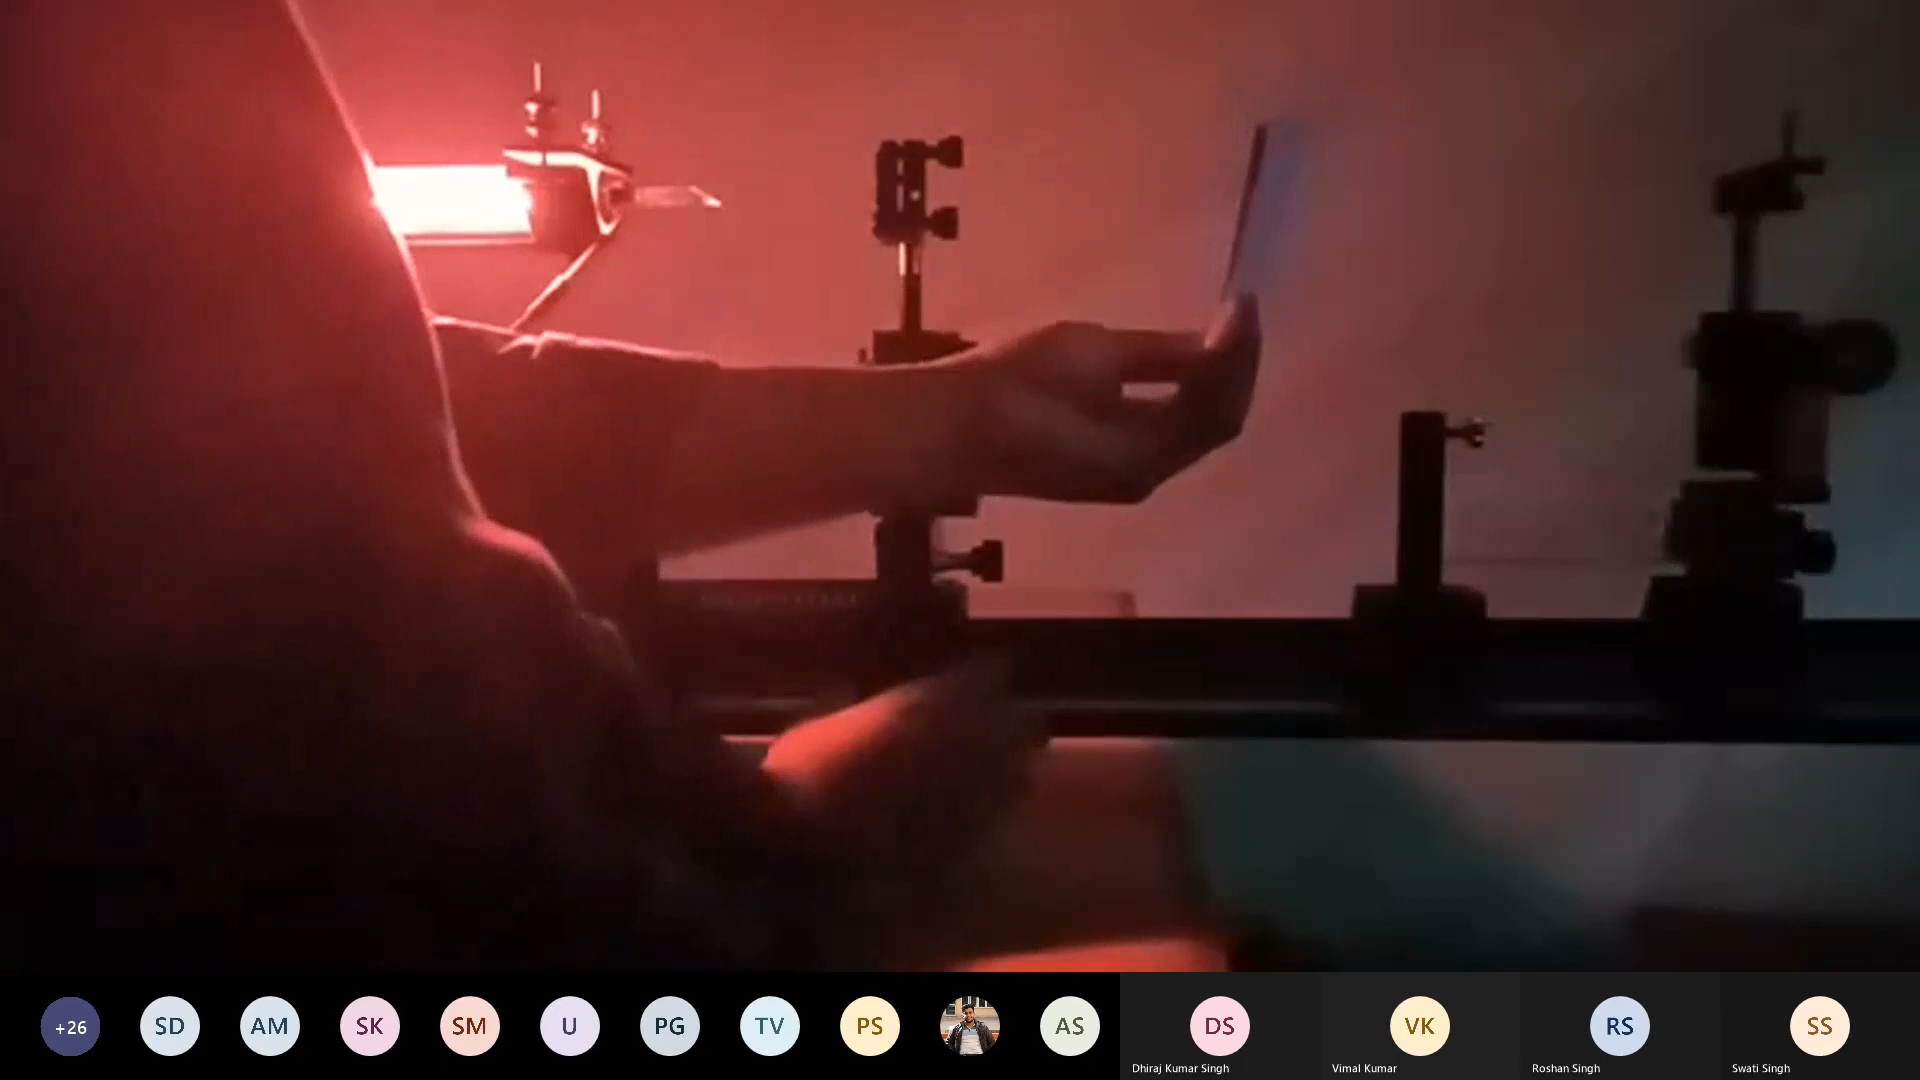 +26
SD
AM
SK
SM
U
PG
TV
PS
AS
DS
VK
RS
SS
Dhiraj Kumar Singh
Vimal Kumar
Roshan Singh
Swati Singh